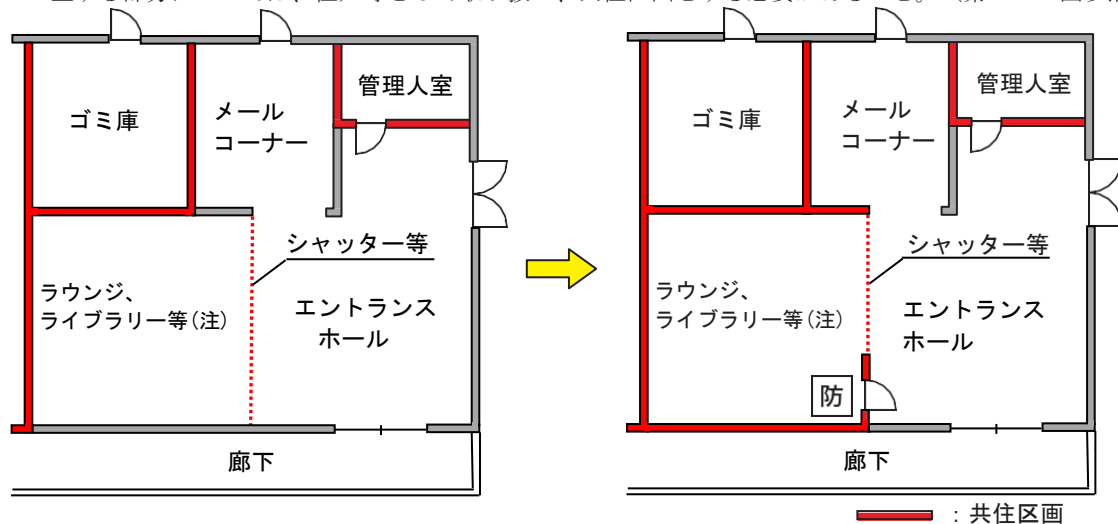 ゴミ庫
メール
コーナー
管理人室
シャッター等
ラウンジ、
ライブラリー等(注)
エントランス
ホール
廊下
ゴミ庫
メール
コーナー
管理人室
シャッター等
ラウンジ、
ライブラリー等(注)
エントランス
ホール
防
廊下
：共住区画